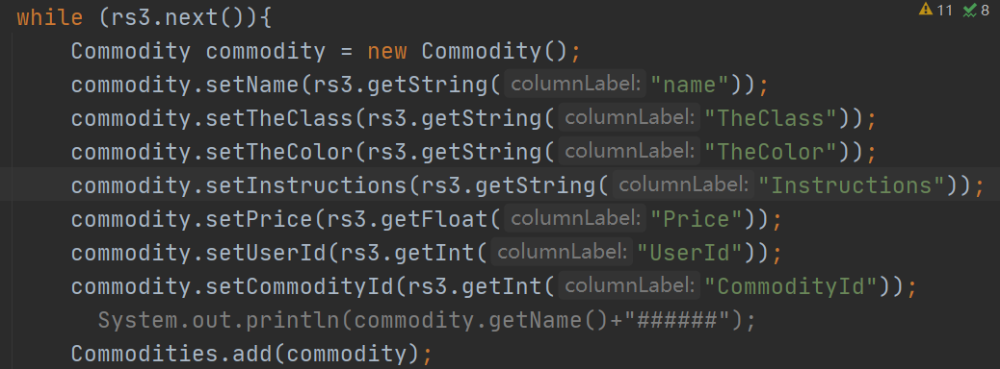 while (rs3.next()){ 11 8
Commodity commodity = new Commodity();
commodity.setName(rs3.getString( columnLabel: "name"));
commodity.setTheClass(rs3.getString( columnLabel: "TheClass"));
commodity.setTheColor(rs3.getString( columnLabel: "TheColor"));
commodity.setInstructions(rs3.getString( columnLabel: "Instructions"));
commodity.setPrice(rs3.getFloat( columnLabel: "Price"));
commodity.setUserId(rs3.getInt( columnLabel: "UserId"));
commodity.setCommodityId(rs3.getInt( columnLabel: "CommodityId"));
System.out.println(commodity.getName()+"######");
Commodities.add(commodity);